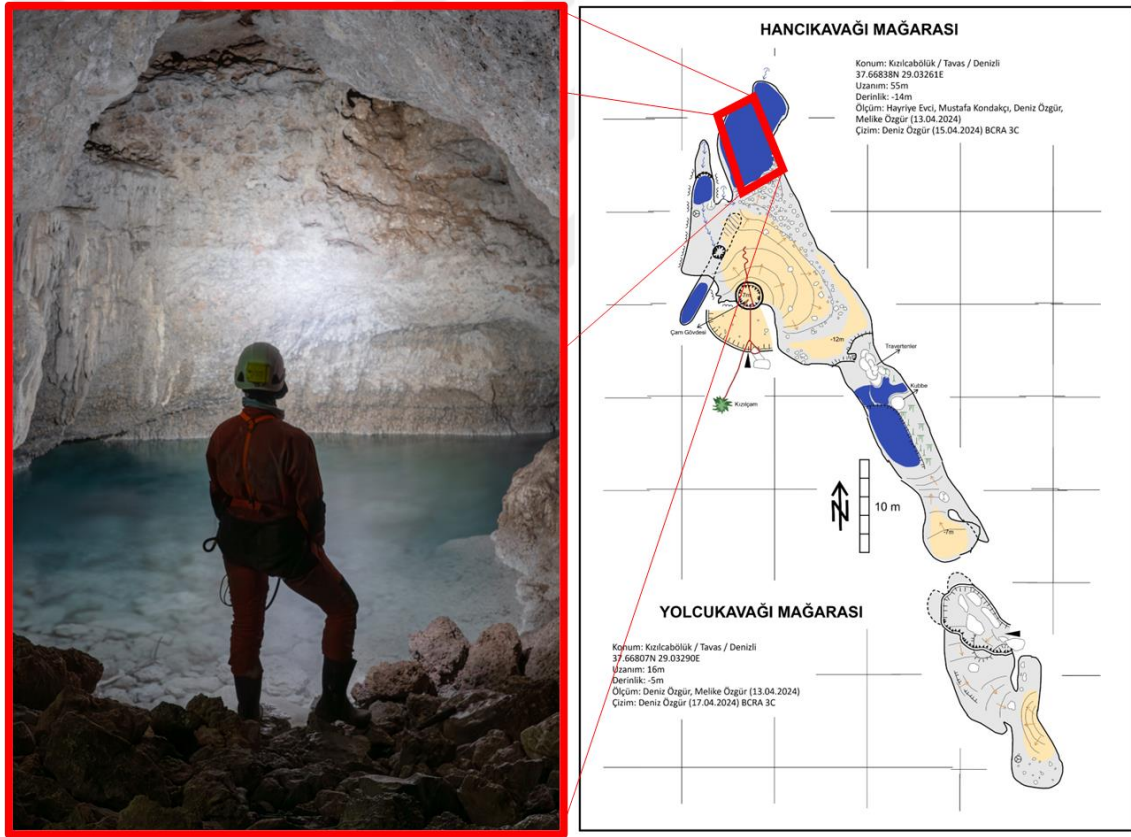 HANCIKAVAĞI MAĞARASI
Konum: Kızılcabölük / Tavas / Denizli
37.66838N 29.03261E
Uzanım: 55m
Derinlik: -14m
Ölçüm: Hayriye Evci, Mustafa Kondakçı, Deniz Özgür,
Melike Özgür (13.04.2024)
Çizim: Deniz Özgür (15.04.2024) BCRA 3C
7m
Çam Gövdesi
-12m
Travertenler
Kubbe
Kızılçam
N
10 m
-7m
YOLCUKAVAĞI MAĞARASI
Konum: Kızılcabölük / Tavas / Denizli
37.66807N 29.03290E
Uzanım: 16m
Derinlik: -5m
Ölçüm: Deniz Özgür, Melike Özgür (13.04.2024)
Çizim: Deniz Özgür (17.04.2024) BCRA 3C